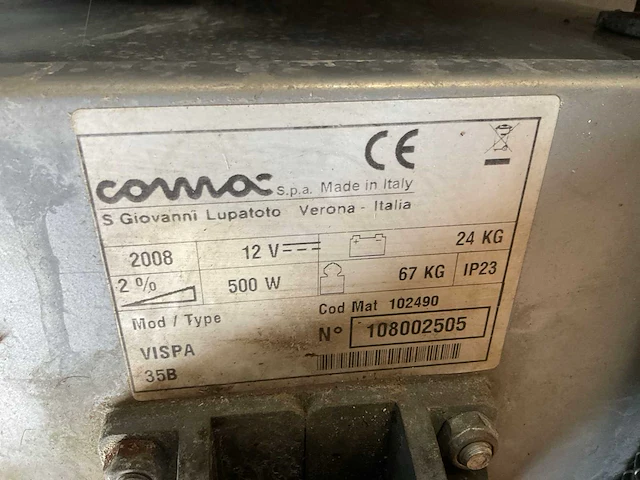 CE
comac S.p.a. Made in Italy
S Giovanni Lupatoto Verona - Italia
2008 12 V 24 KG
2 % 500 W 67 KG IP23
Mod / Type Cod Mat 102490
VISPA N° 108002505
35B